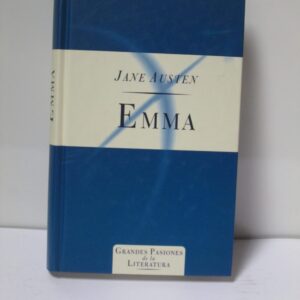 EMMA
JANE AUSTEN
EMMA
GRANDES PASIONES
de la
LITERATURA